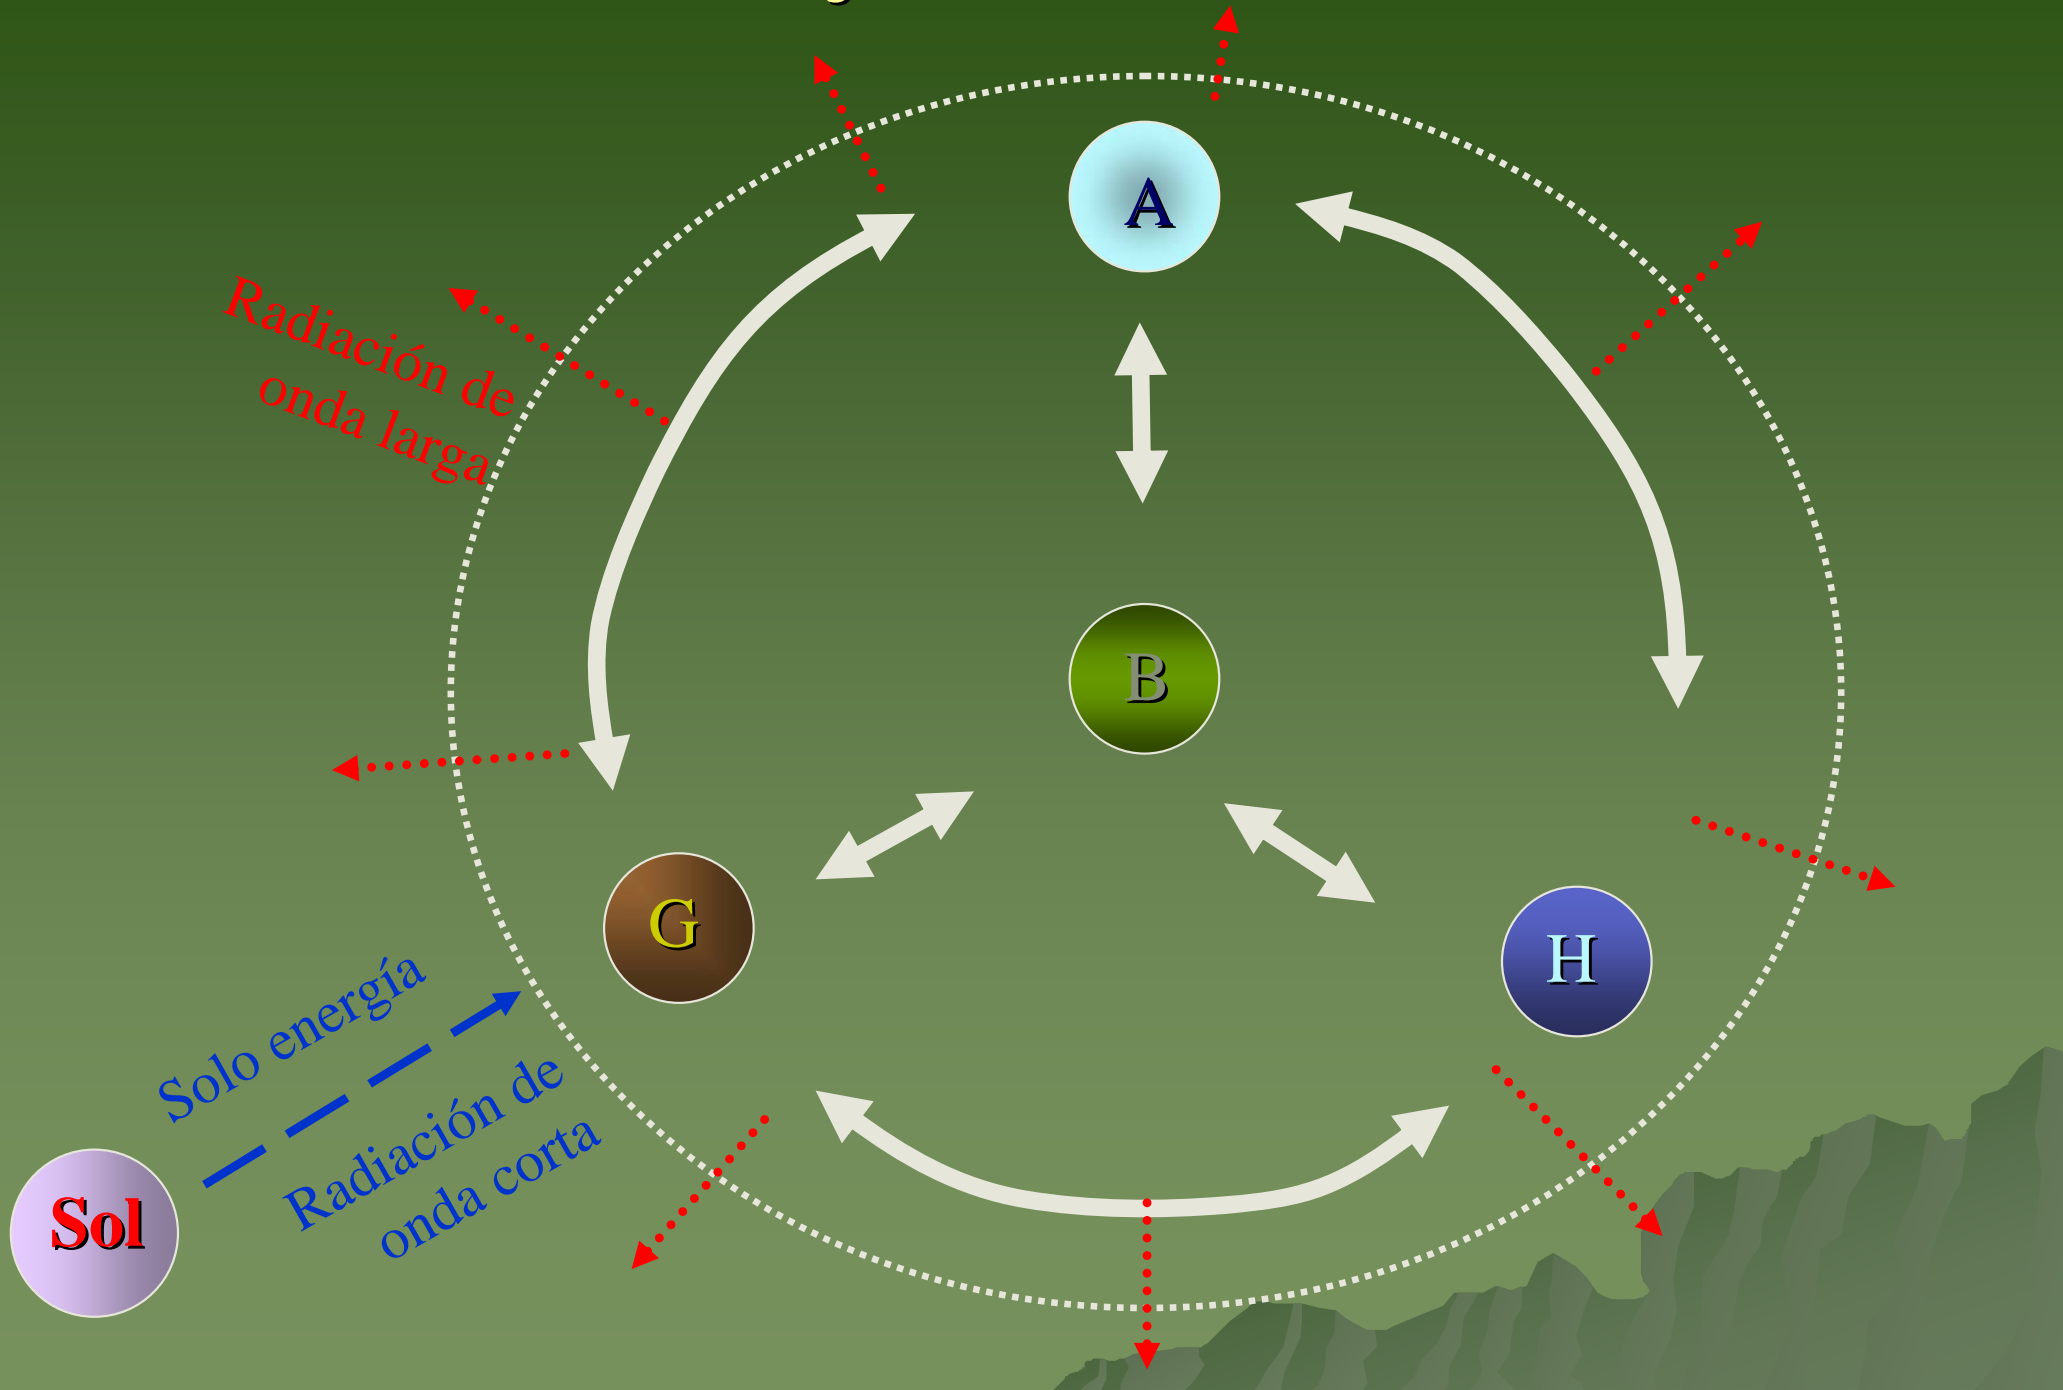 A
Radiación de
onda larga
B
G
H
Solo energía
Radiación de
onda corta
Sol